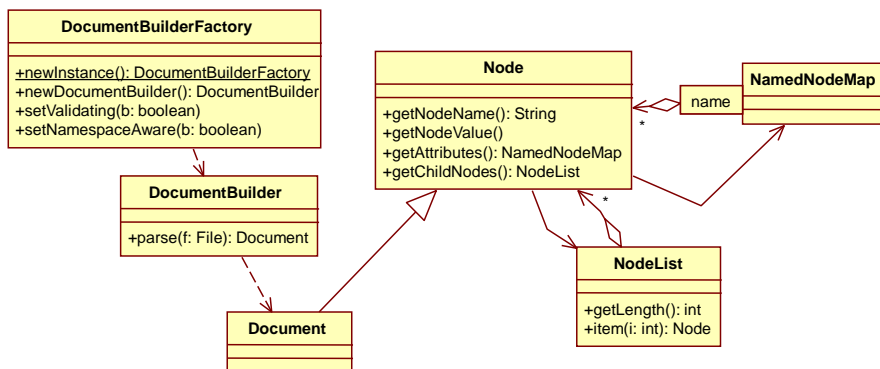 DocumentBuilderFactory
+newInstance(): DocumentBuilderFactory
+newDocumentBuilder(): DocumentBuilder
+setValidating(b: boolean)
+setNamespaceAware(b: boolean)
Node
+getNodeName(): String
+getNodeValue()
+getAttributes(): NamedNodeMap
+getChildNodes(): NodeList
*
name
NamedNodeMap
DocumentBuilder
+parse(f: File): Document
*
NodeList
+getLength(): int
+item(i: int): Node
Document